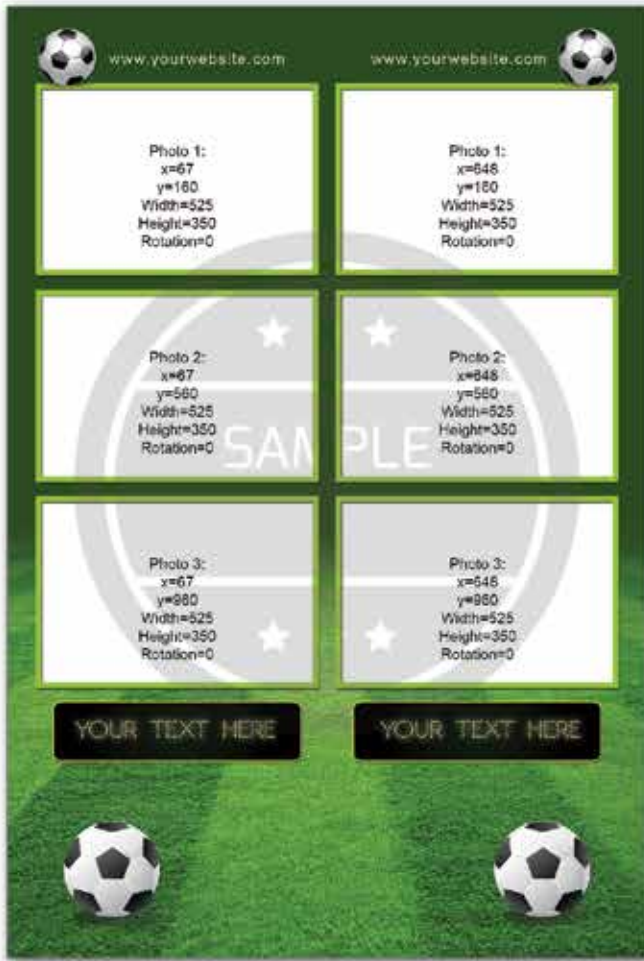 www.yourwebsite.com
www.yourwebsite.com
Photo 1:
x=67
y=160
Width=525
Height=350
Rotation=0
Photo 1:
x=648
y=160
Width=525
Height=350
Rotation=0
Photo 2:
x=67
y=560
Width=525
Height=350
Rotation=0
Photo 2:
x=648
y=560
Width=525
Height=350
Rotation=0
SAMPLE
Photo 3:
x=67
y=960
Width=525
Height=350
Rotation=0
Photo 3:
x=648
y=960
Width=525
Height=350
Rotation=0
YOUR TEXT HERE
YOUR TEXT HERE